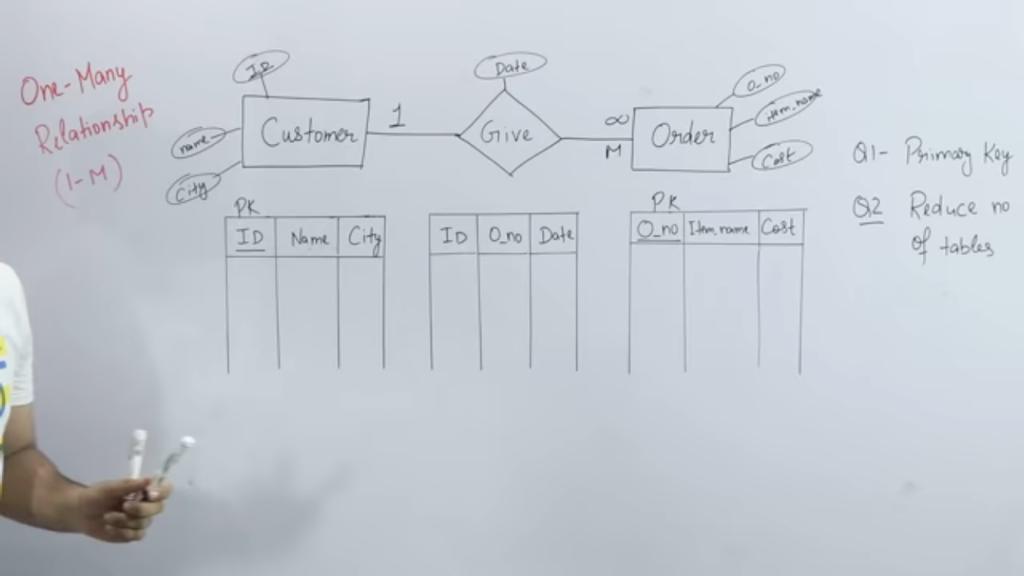 One-Many
Relationship
(1-M)
ID
name
City
Customer
1
Date
Give
∞
M
Order
O_no
Item_name
Cost
PK
ID Name City
ID O_no Date
PK
O_no Item_name Cost
Q1- Primary Key
Q2 Reduce no
of tables